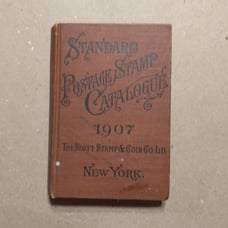 STANDARD
POSTAGE STAMP
CATALOGUE
1907
THE SCOTT STAMP & COIN CO. LTD.
NEW YORK.